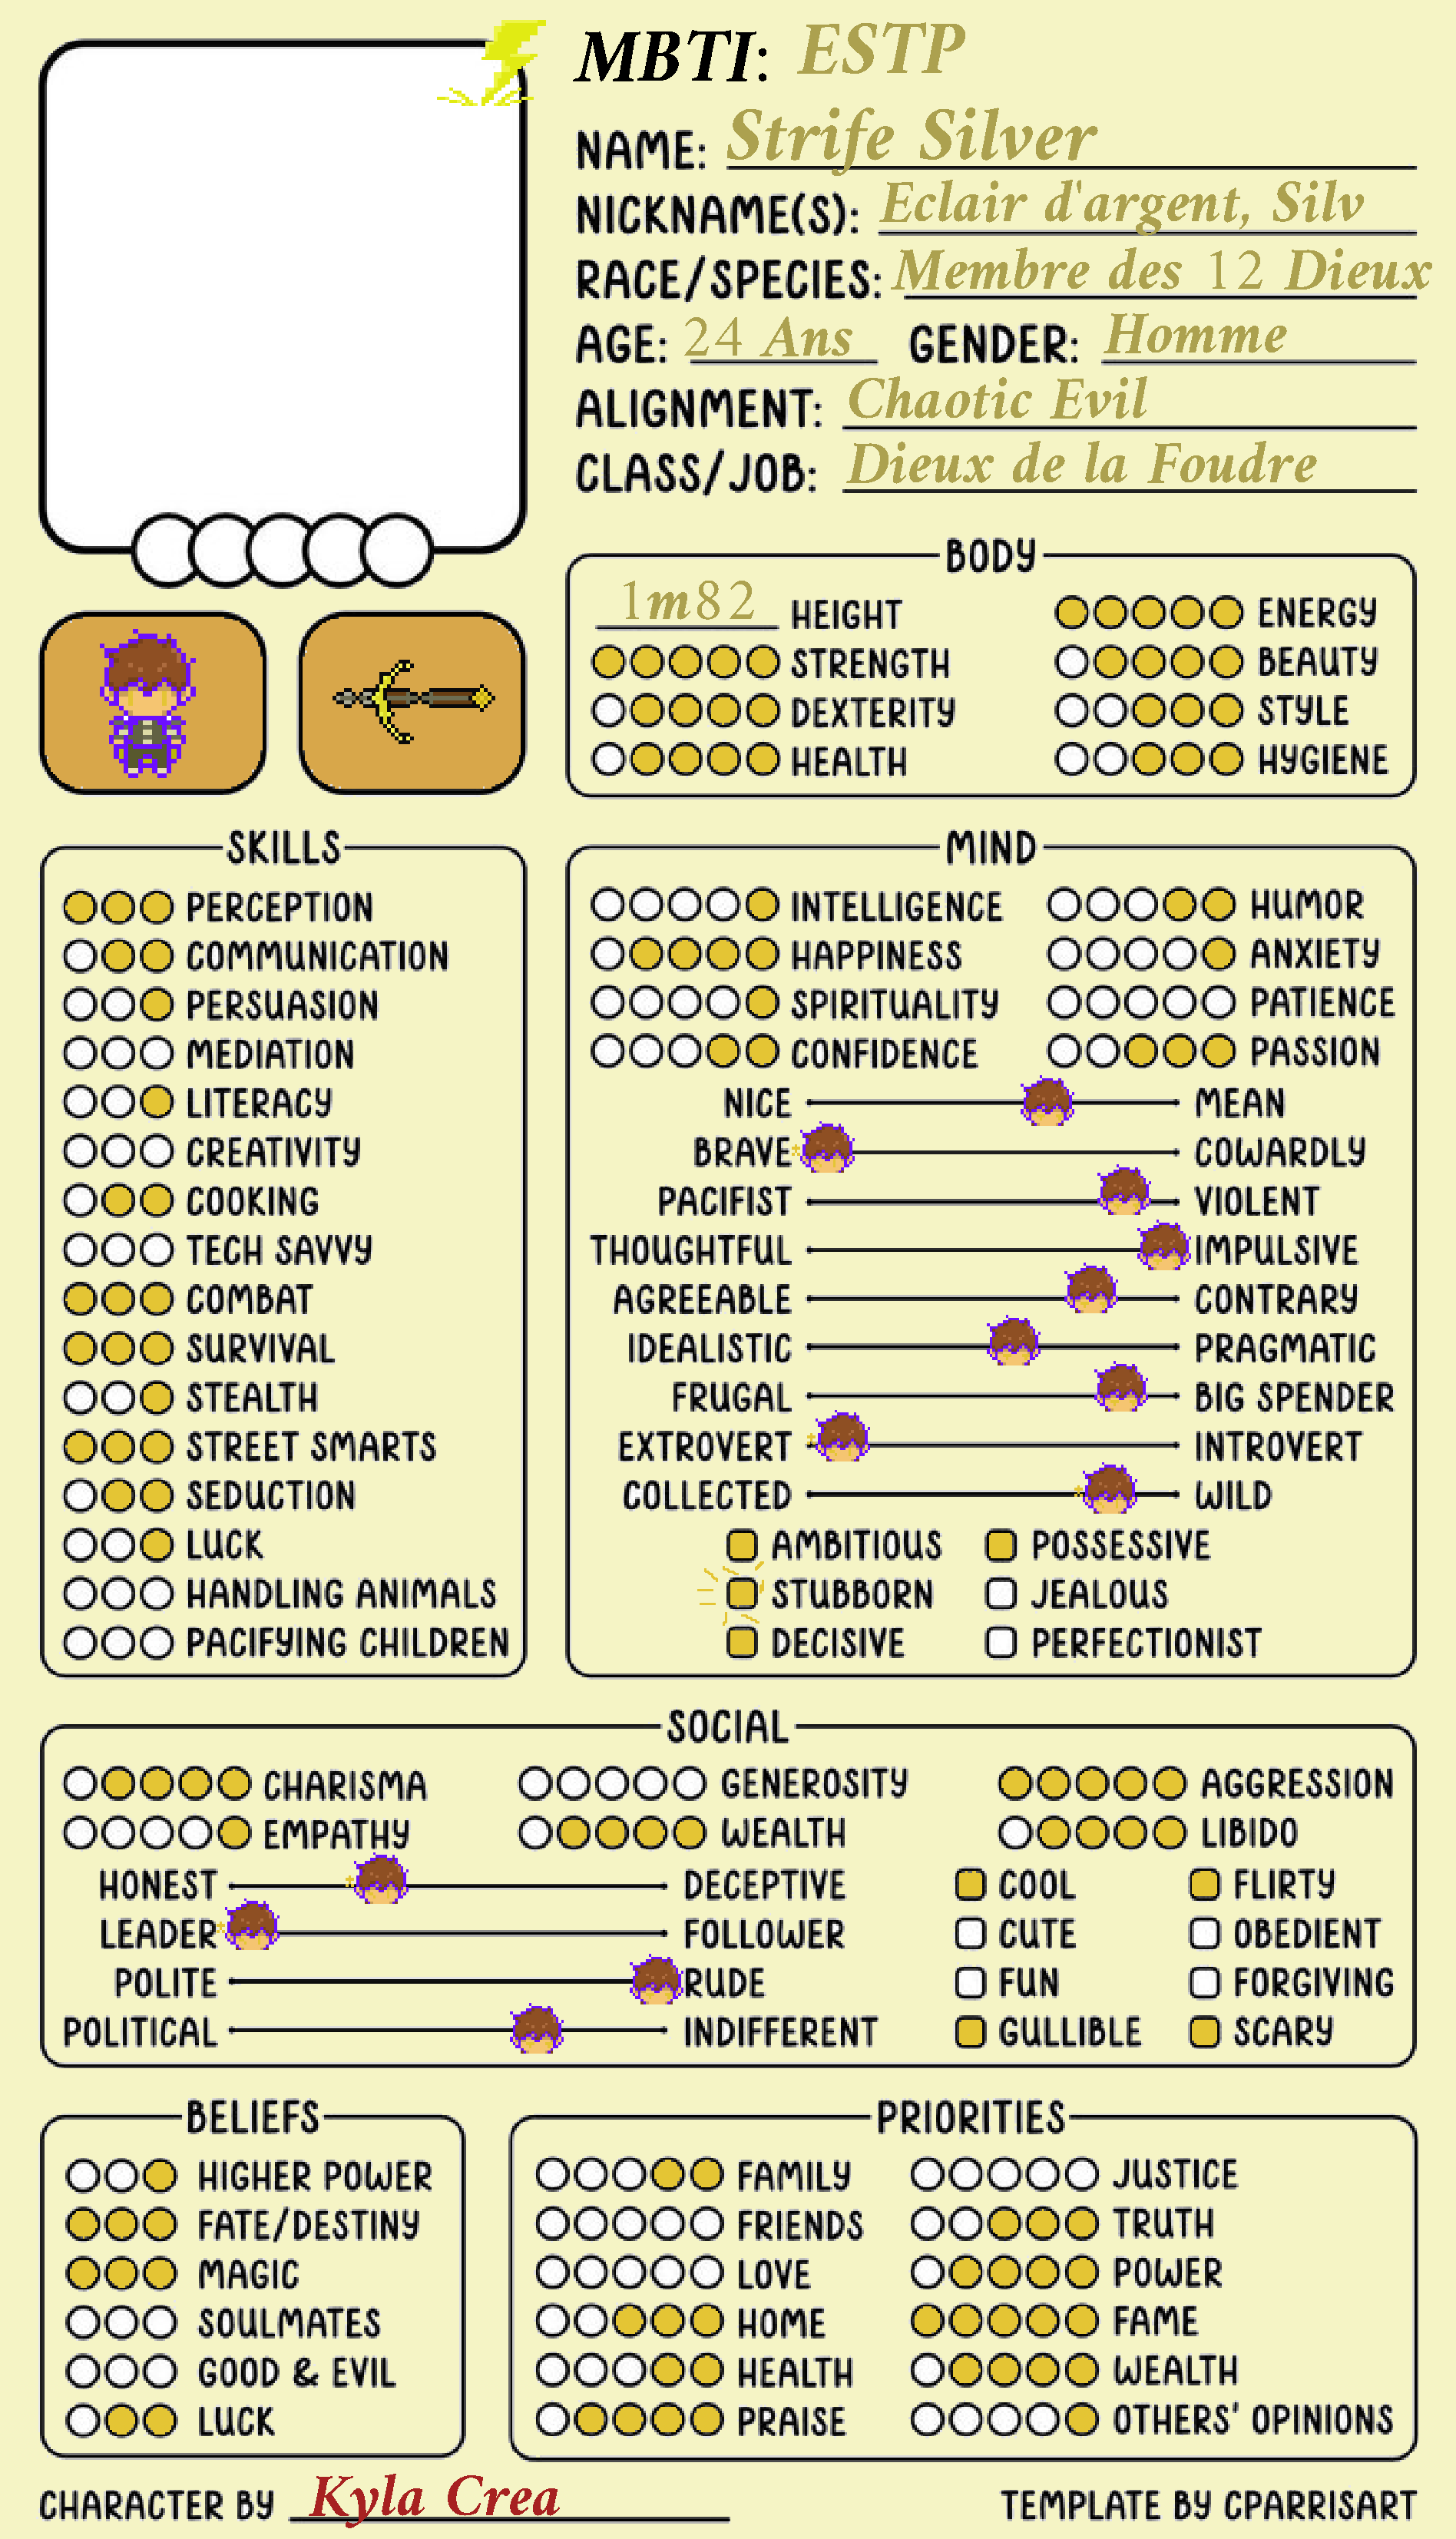 MBTI: ESTP
NAME: Strife Silver
NICKNAME(S): Eclair d'argent, Silv
RACE/SPECIES: Membre des 12 Dieux
AGE: 24 Ans GENDER: Homme
ALIGNMENT: Chaotic Evil
CLASS/JOB: Dieux de la Foudre
BODY
1m82 HEIGHT ENERGY
STRENGTH BEAUTY
DEXTERITY STYLE
HEALTH HYGIENE
SKILLS
PERCEPTION
COMMUNICATION
PERSUASION
MEDIATION
LITERACY
CREATIVITY
COOKING
TECH SAVVY
COMBAT
SURVIVAL
STEALTH
STREET SMARTS
SEDUCTION
LUCK
HANDLING ANIMALS
PACIFYING CHILDREN
MIND
INTELLIGENCE HUMOR
HAPPINESS ANXIETY
SPIRITUALITY PATIENCE
CONFIDENCE PASSION
NICE MEAN
BRAVE COWARDLY
PACIFIST VIOLENT
THOUGHTFUL IMPULSIVE
AGREEABLE CONTRARY
IDEALISTIC PRAGMATIC
FRUGAL BIG SPENDER
EXTROVERT INTROVERT
COLLECTED WILD
AMBITIOUS POSSESSIVE
STUBBORN JEALOUS
DECISIVE PERFECTIONIST
SOCIAL
CHARISMA GENEROSITY AGGRESSION
EMPATHY WEALTH LIBIDO
HONEST DECEPTIVE COOL FLIRTY
LEADER FOLLOWER CUTE OBEDIENT
POLITE RUDE FUN FORGIVING
POLITICAL INDIFFERENT GULLIBLE SCARY
BELIEFS
HIGHER POWER
FATE/DESTINY
MAGIC
SOULMATES
GOOD & EVIL
LUCK
PRIORITIES
FAMILY JUSTICE
FRIENDS TRUTH
LOVE POWER
HOME FAME
HEALTH WEALTH
PRAISE OTHERS' OPINIONS
CHARACTER BY Kyla Crea TEMPLATE BY CPARRISART